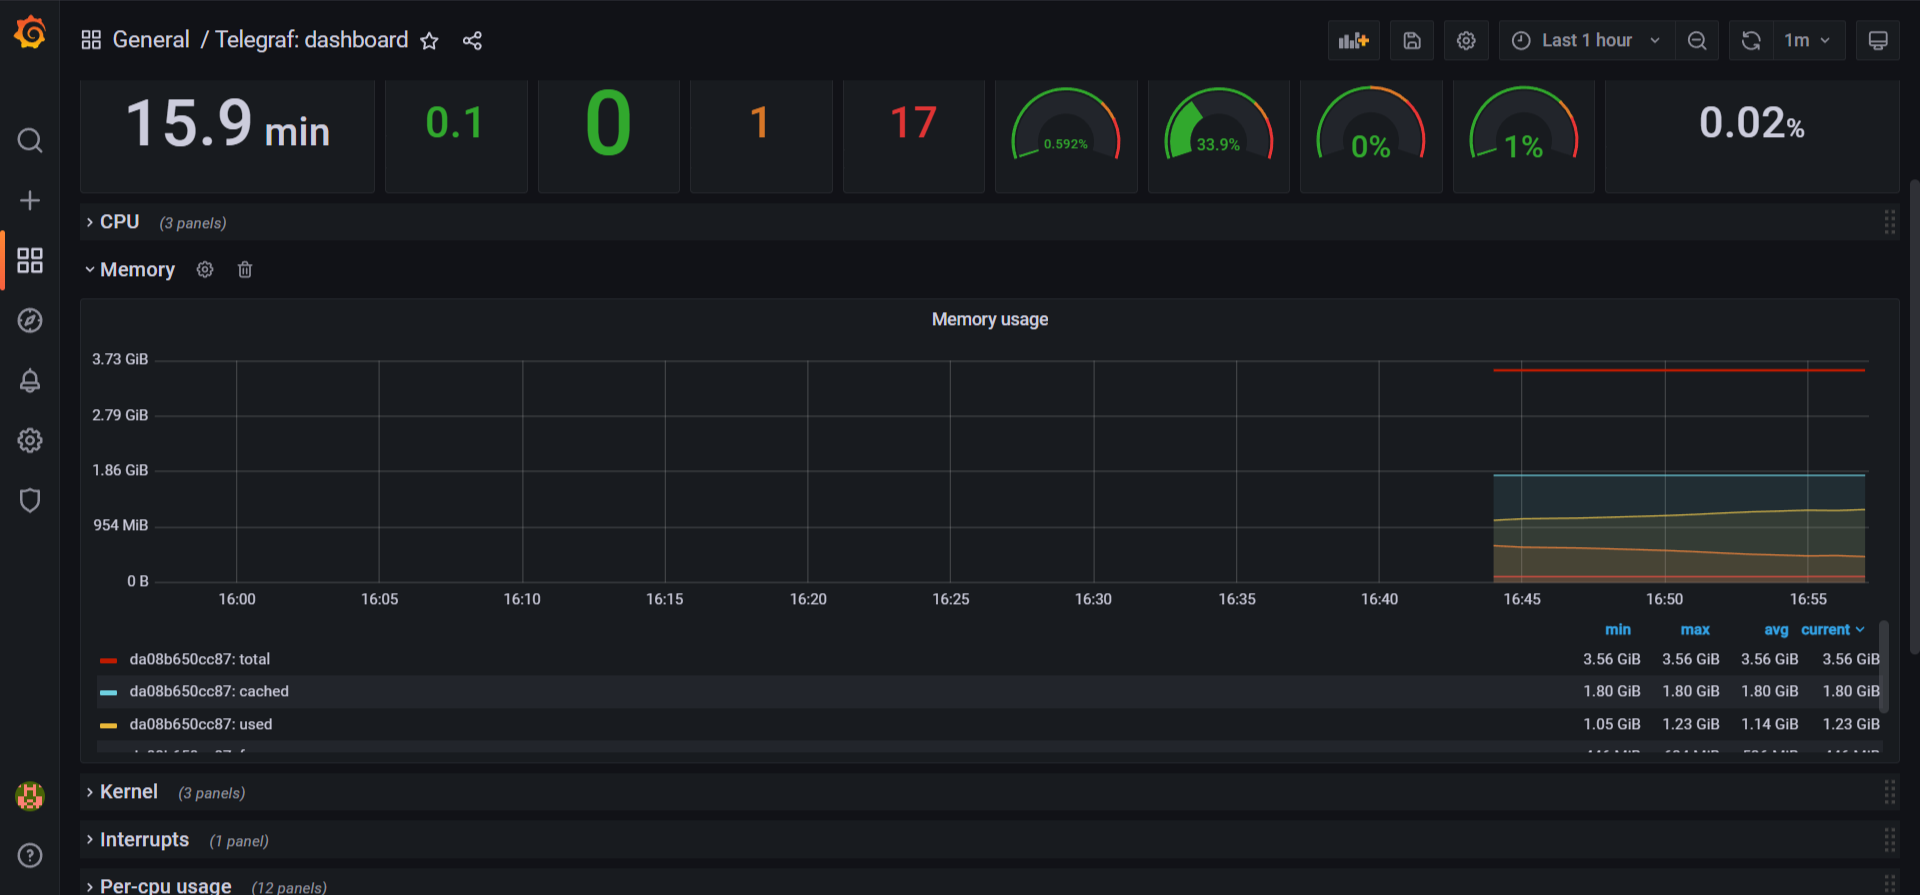 General / Telegraf: dashboard
Last 1 hour
1m
15.9 min
0.1
0
1
17
0.592%
33.9%
0%
1%
0.02%
CPU (3 panels)
Memory
Memory usage
3.73 GiB
2.79 GiB
1.86 GiB
954 MiB
0 B
16:00 16:05 16:10 16:15 16:20 16:25 16:30 16:35 16:40 16:45 16:50 16:55
min max avg current
da08b650cc87: total 3.56 GiB 3.56 GiB 3.56 GiB 3.56 GiB
da08b650cc87: cached 1.80 GiB 1.80 GiB 1.80 GiB 1.80 GiB
da08b650cc87: used 1.05 GiB 1.23 GiB 1.14 GiB 1.23 GiB
Kernel (3 panels)
Interrupts (1 panel)
Per-cpu usage (12 panels)